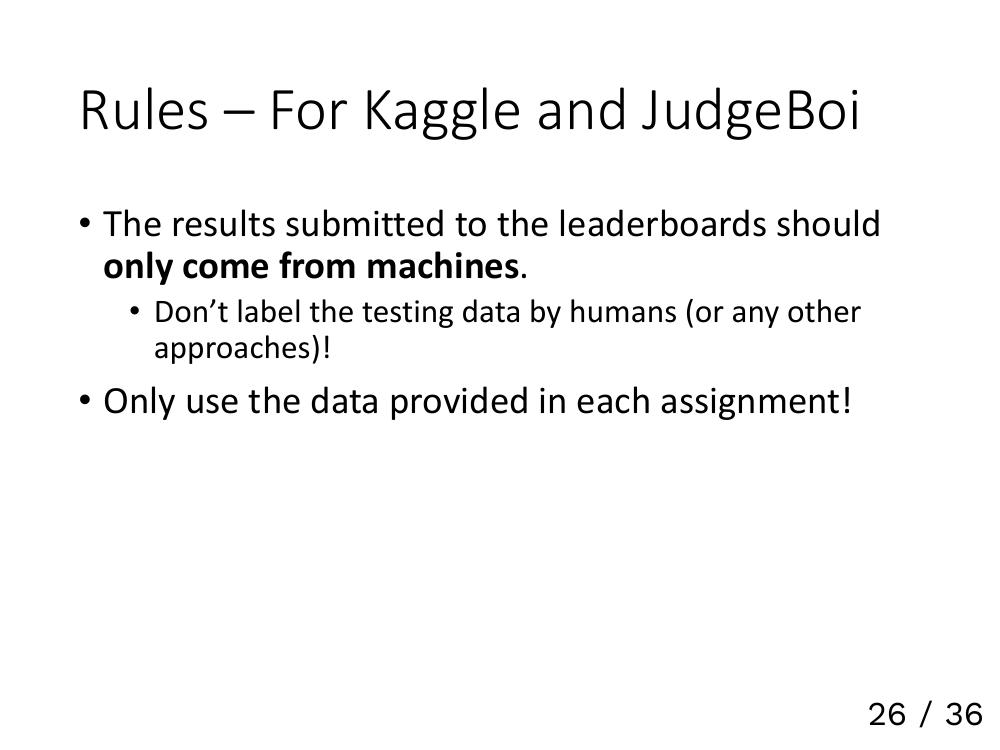 Rules – For Kaggle and JudgeBoi
• The results submitted to the leaderboards should
only come from machines.
• Don’t label the testing data by humans (or any other
approaches)!
• Only use the data provided in each assignment!
26 / 36